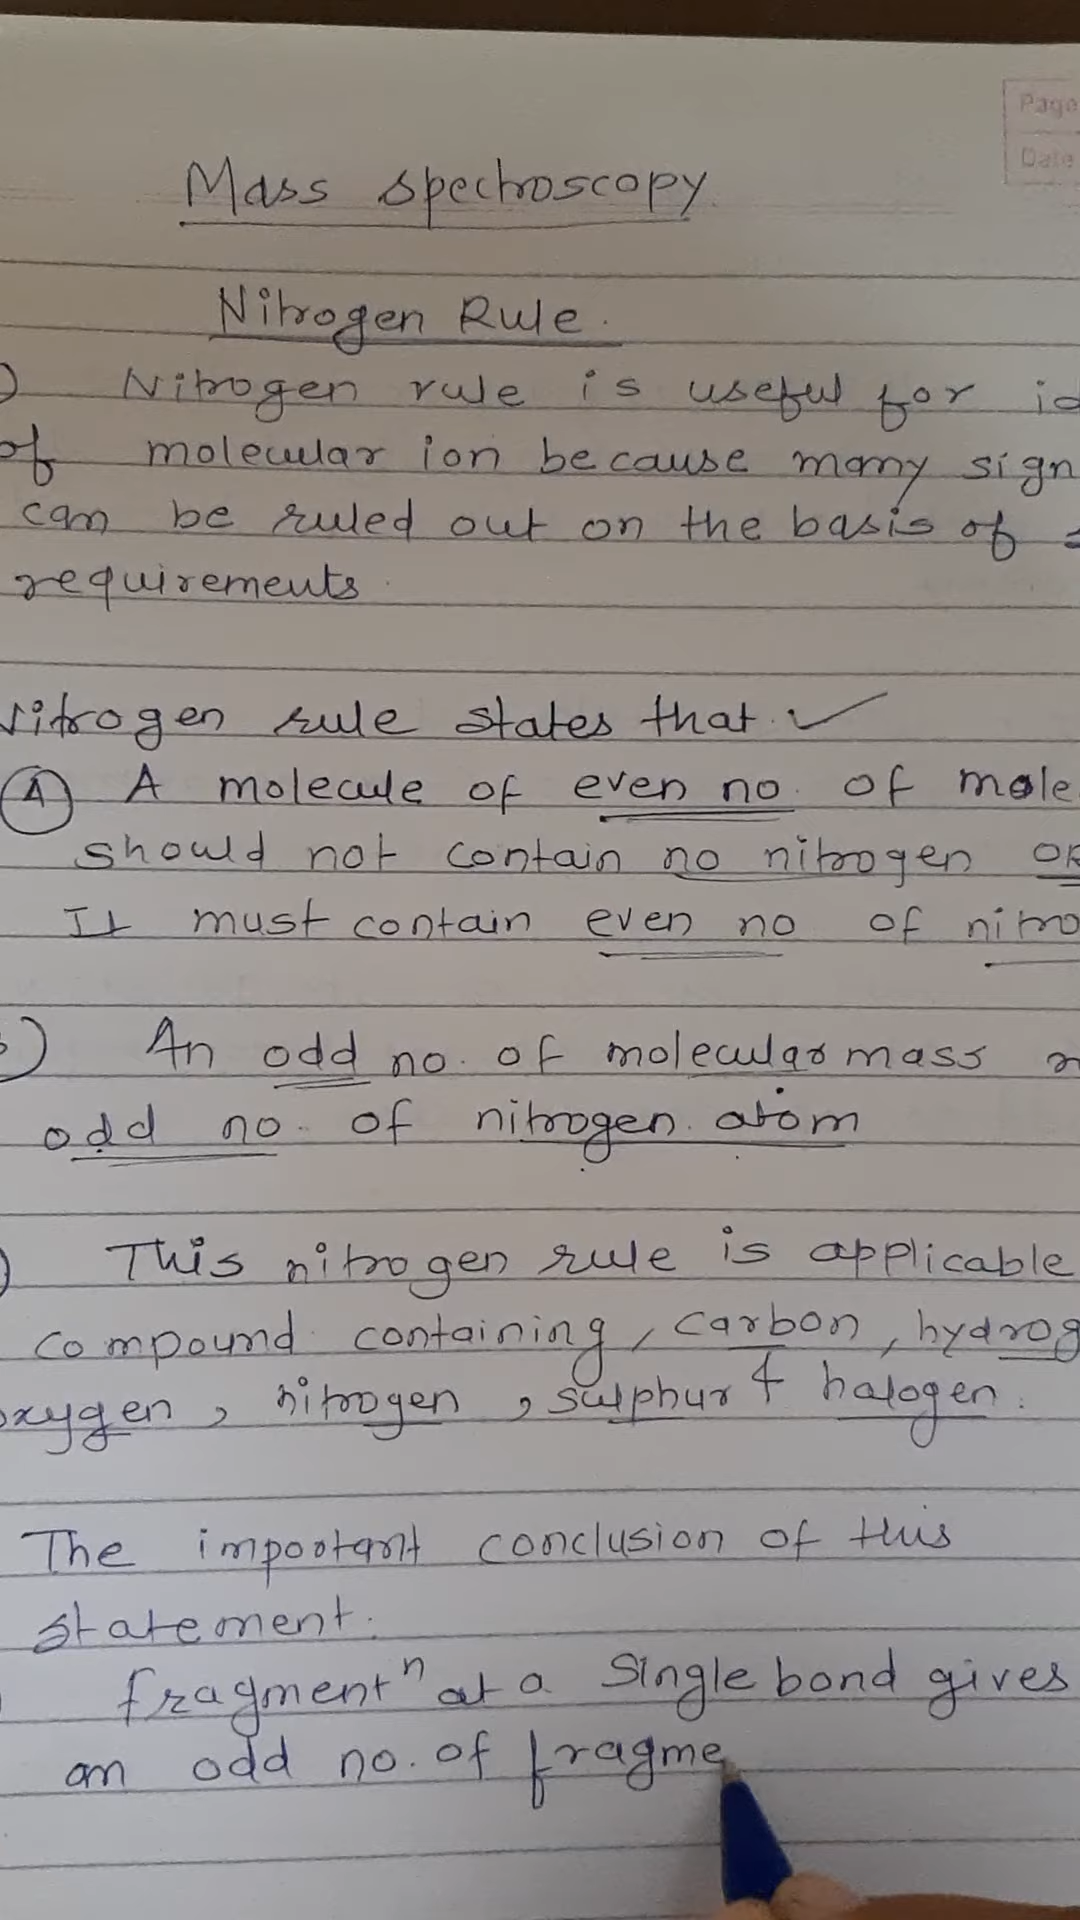 Page
Date
Mass spectroscopy.
Nitrogen Rule.
Nitrogen rule is useful for
of molecular ion because many sign
can be ruled out on the basis of
requirements.
Nitrogen rule states that. ✓
(A) A molecule of even no. of mole
should not contain no nitrogen OR
It must contain even no of nitro
An odd no. of molecular mass
odd no. of nitrogen. atom
This nitrogen rule is applicable
compound containing, carbon, hydrog
oxygen, nitrogen, sulphur & halogen.
The important conclusion of this
statement.
fragmentⁿ at a single bond gives
an odd no. of fragme